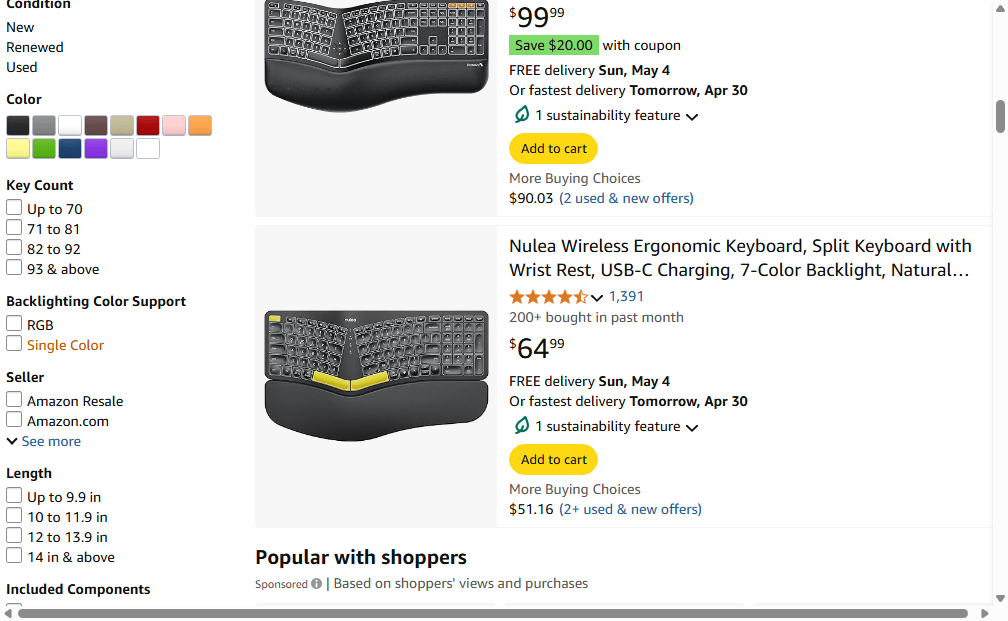 Condition
New
Renewed
Used
Color
Key Count
Up to 70
71 to 81
82 to 92
93 & above
Backlighting Color Support
RGB
Single Color
Seller
Amazon Resale
Amazon.com
See more
Length
Up to 9.9 in
10 to 11.9 in
12 to 13.9 in
14 in & above
Included Components
$99.99
Save $20.00 with coupon
FREE delivery Sun, May 4
Or fastest delivery Tomorrow, Apr 30
1 sustainability feature
Add to cart
More Buying Choices
$90.03 (2 used & new offers)
nulea
Nulea Wireless Ergonomic Keyboard, Split Keyboard with
Wrist Rest, USB-C Charging, 7-Color Backlight, Natural…
1,391
200+ bought in past month
$64.99
FREE delivery Sun, May 4
Or fastest delivery Tomorrow, Apr 30
1 sustainability feature
Add to cart
More Buying Choices
$51.16 (2+ used & new offers)
Popular with shoppers
Sponsored | Based on shoppers' views and purchases